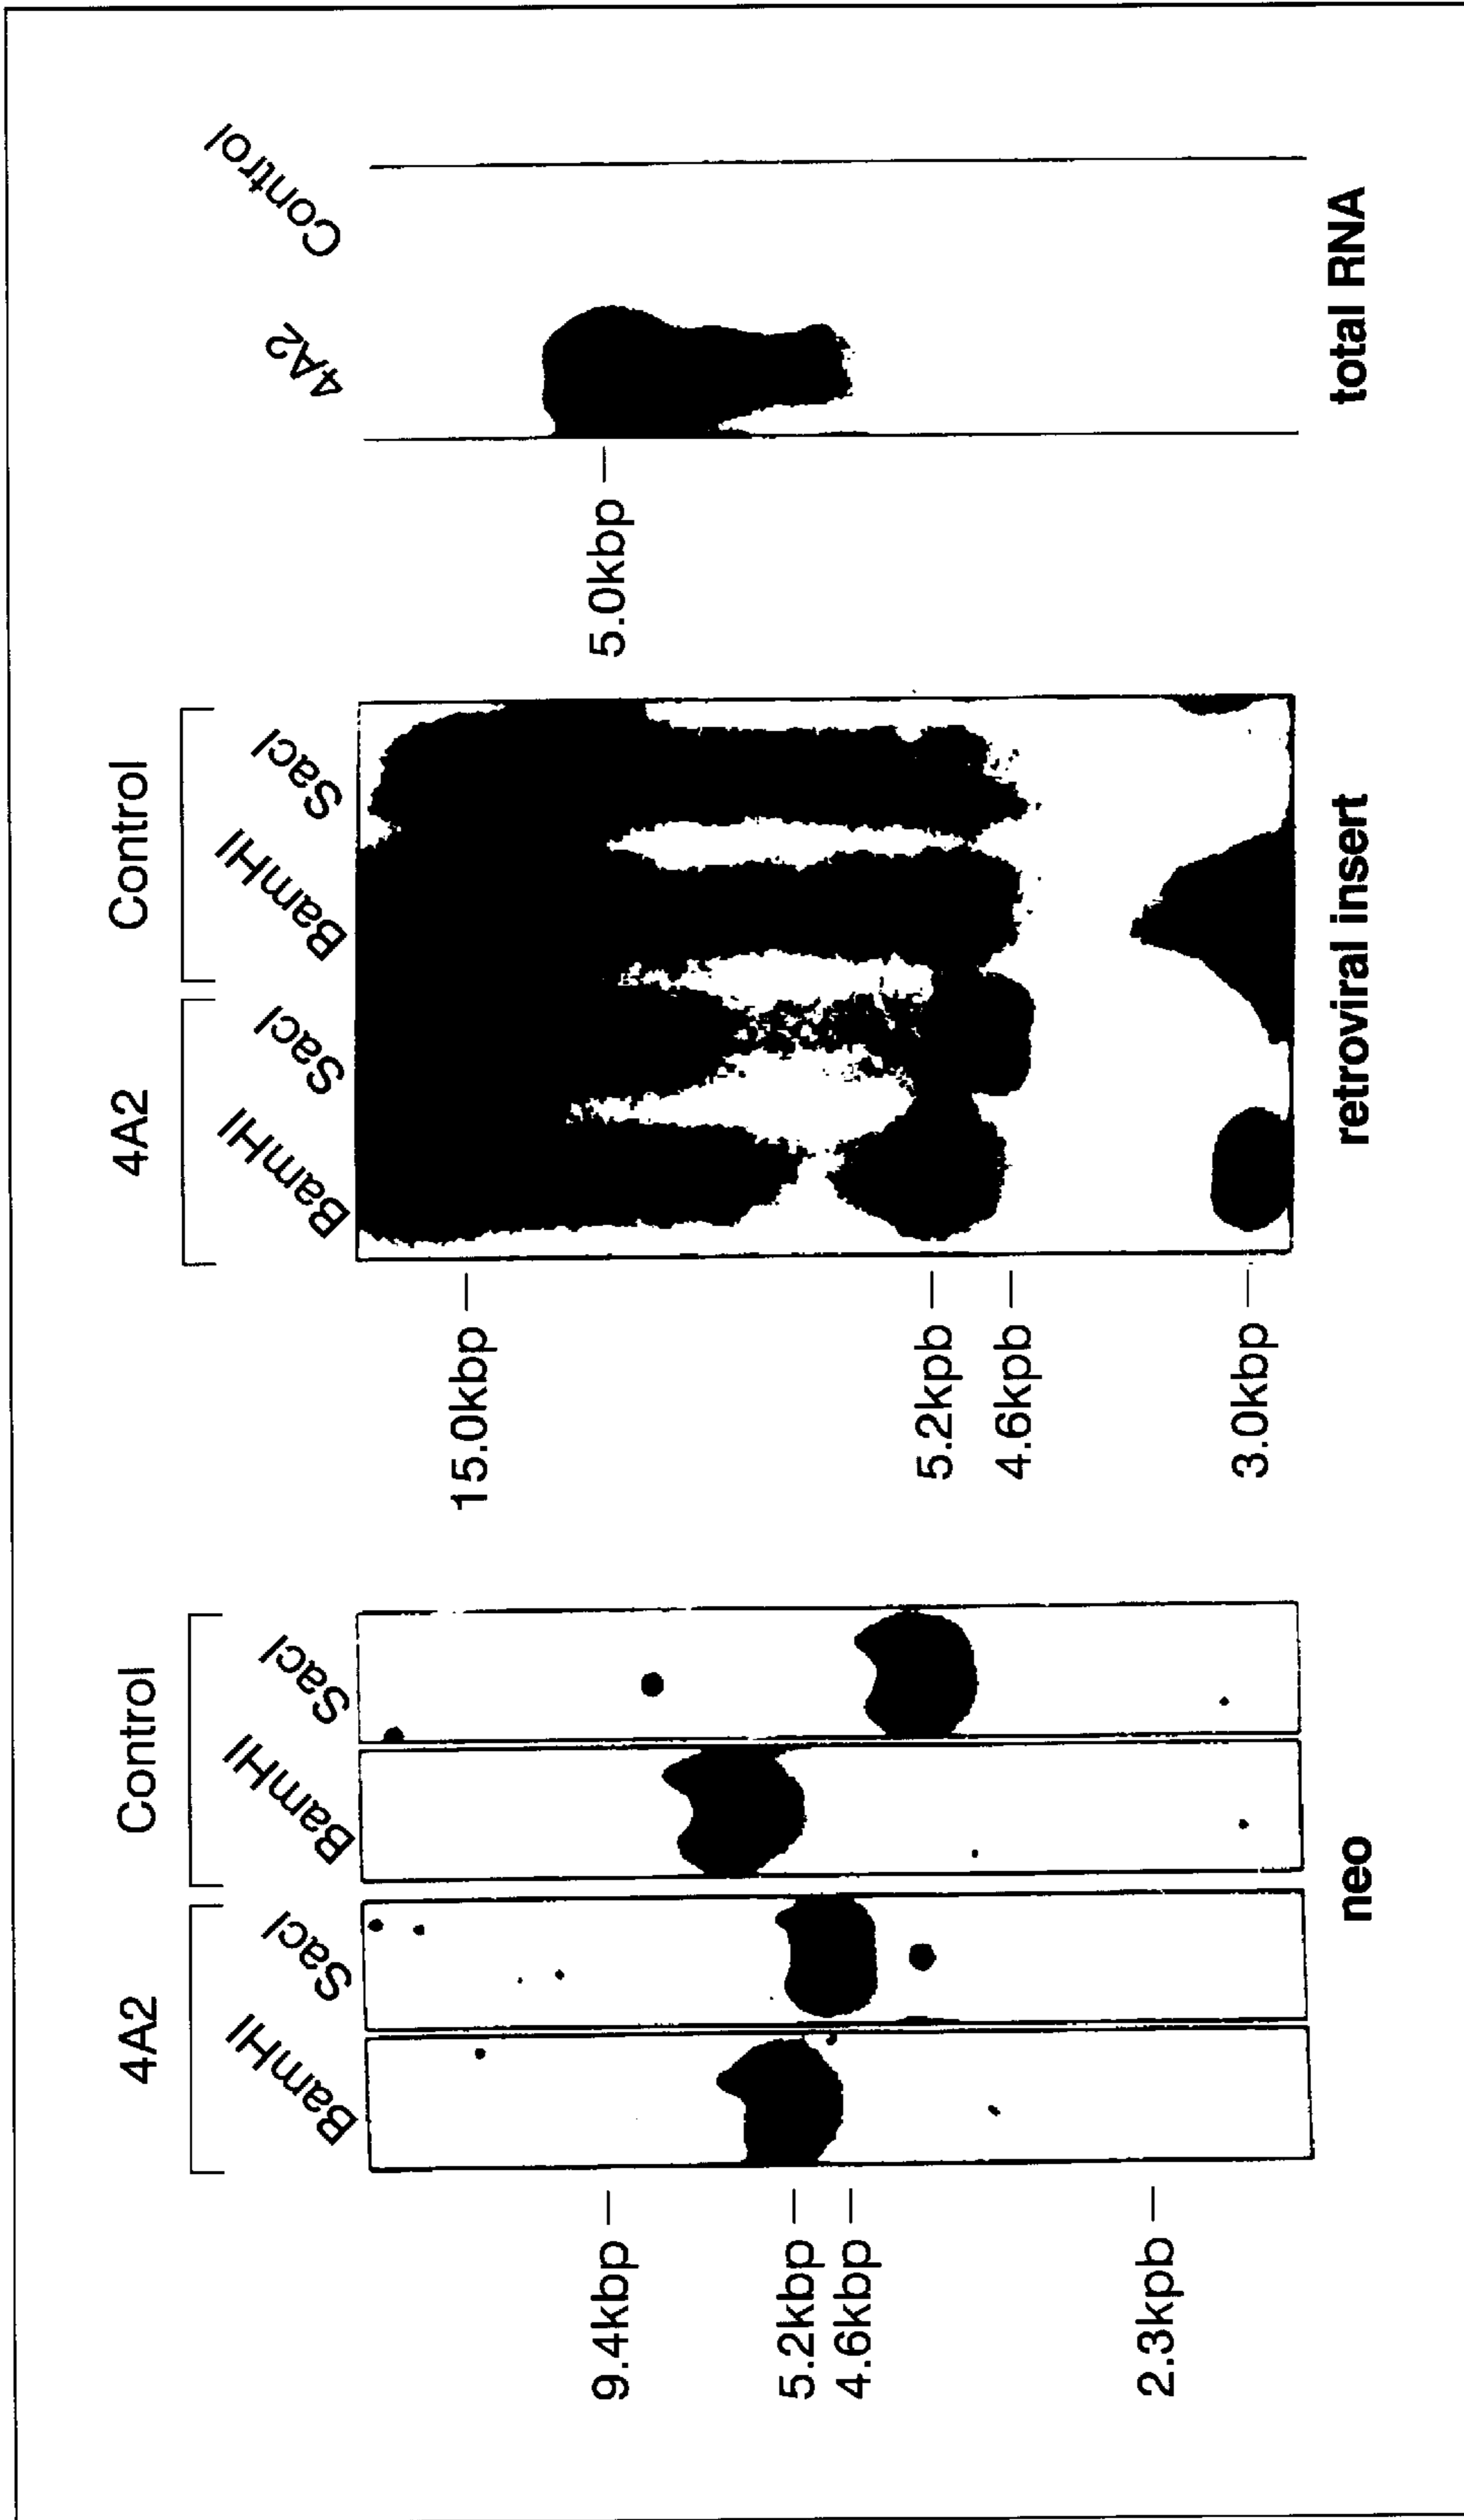 4A2
Control
BamHI
SacI
BamHI
SacI
9.4kbp
5.2kbp
4.6kbp
2.3kpb
neo
4A2
Control
BamHI
SacI
BamHI
SacI
15.0kbp
5.2kpb
4.6kpb
3.0kbp
retroviral insert
4A2
Control
5.0kbp
total RNA